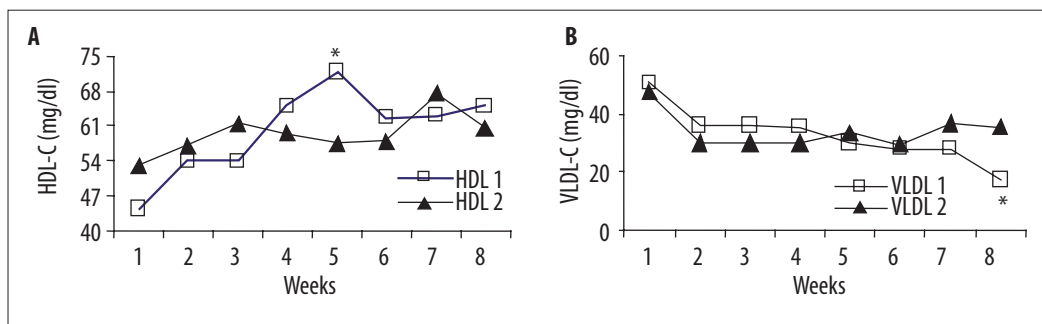 A
HDL-C (mg/dl)
75
68
61
54
47
40
*
HDL 1
HDL 2
1 2 3 4 5 6 7 8
Weeks
B
VLDL-C (mg/dl)
60
40
20
0
VLDL 1
VLDL 2
*
1 2 3 4 5 6 7 8
Weeks